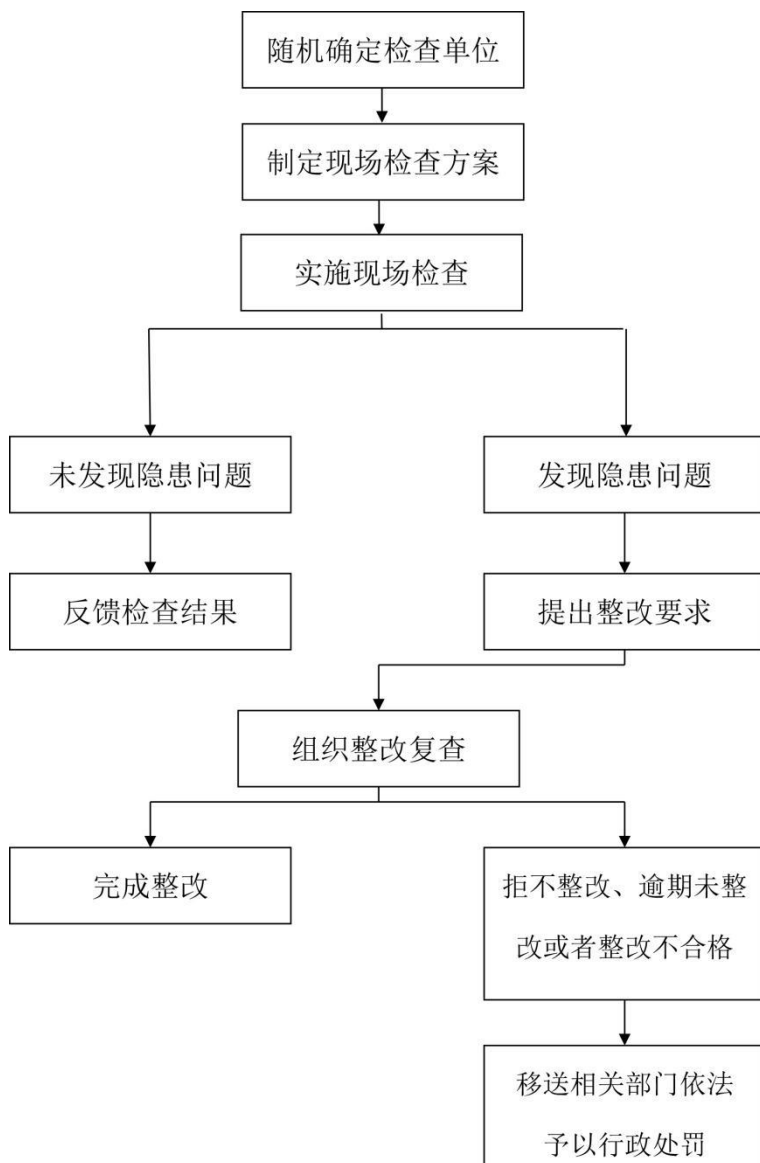 随机确定检查单位
制定现场检查方案
实施现场检查
未发现隐患问题
发现隐患问题
反馈检查结果
提出整改要求
组织整改复查
完成整改
拒不整改、逾期未整
改或者整改不合格
移送相关部门依法
予以行政处罚